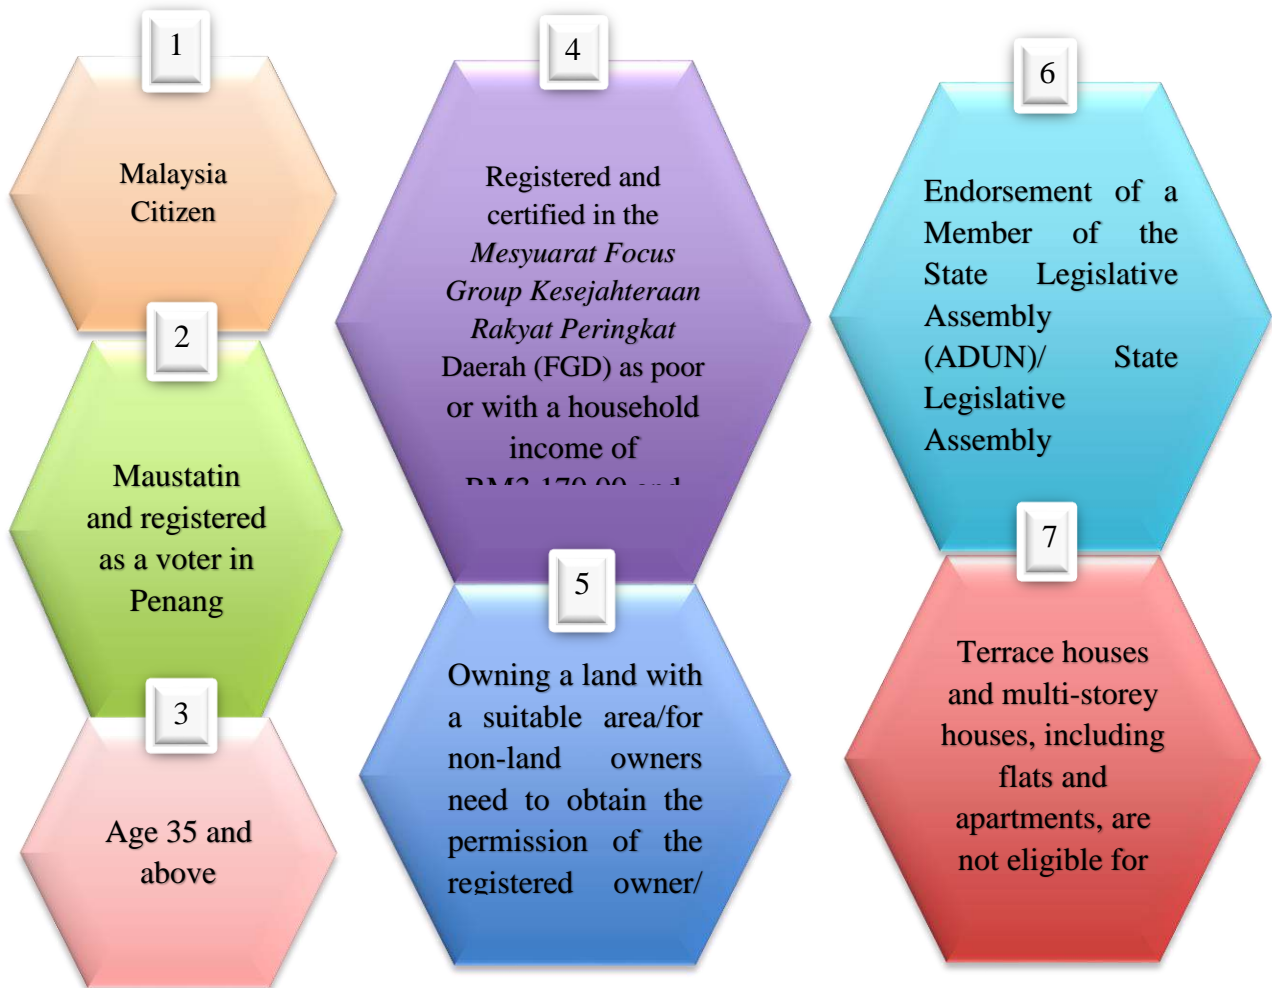 1
Malaysia
Citizen
2
Maustatin
and registered
as a voter in
Penang
3
Age 35 and
above
4
Registered and
certified in the
Mesyuarat Focus
Group Kesejahteraan
Rakyat Peringkat
Daerah (FGD) as poor
or with a household
income of
RM3,170.00 and
5
Owning a land with
a suitable area/for
non-land owners
need to obtain the
permission of the
registered owner/
6
Endorsement of a
Member of the
State Legislative
Assembly
(ADUN)/ State
Legislative
Assembly
7
Terrace houses
and multi-storey
houses, including
flats and
apartments, are
not eligible for